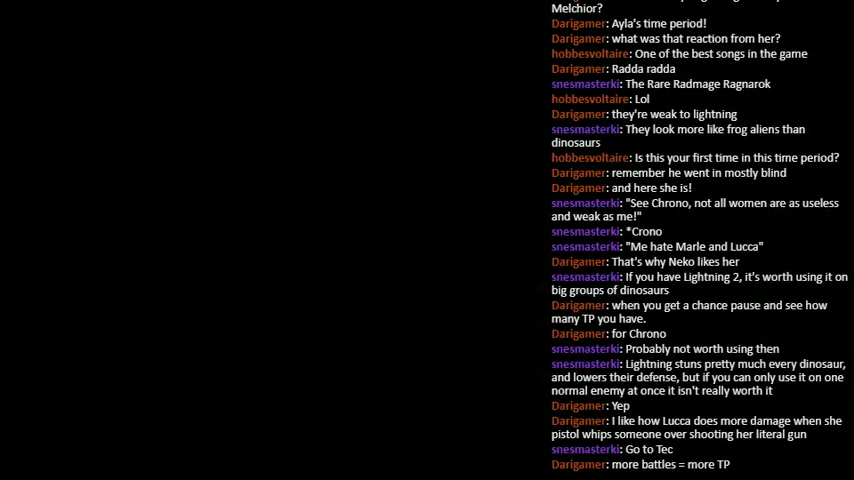 Melchior?
Darigamer: Ayla's time period!
Darigamer: what was that reaction from her?
hobbesvoltaire: One of the best songs in the game
Darigamer: Radda radda
snesmasterki: The Rare Radmage Ragnarok
hobbesvoltaire: Lol
Darigamer: they're weak to lightning
snesmasterki: They look more like frog aliens than
dinosaurs
hobbesvoltaire: Is this your first time in this time period?
Darigamer: remember he went in mostly blind
Darigamer: and here she is!
snesmasterki: "See Chrono, not all women are as useless
and weak as me!"
snesmasterki: *Crono
snesmasterki: "Me hate Marle and Lucca"
Darigamer: That's why Neko likes her
snesmasterki: If you have Lightning 2, it's worth using it on
big groups of dinosaurs
Darigamer: when you get a chance pause and see how
many TP you have.
Darigamer: for Chrono
snesmasterki: Probably not worth using then
snesmasterki: Lightning stuns pretty much every dinosaur,
and lowers their defense, but if you can only use it on one
normal enemy at once it isn't really worth it
Darigamer: Yep
Darigamer: I like how Lucca does more damage when she
pistol whips someone over shooting her literal gun
snesmasterki: Go to Tec
Darigamer: more battles = more TP